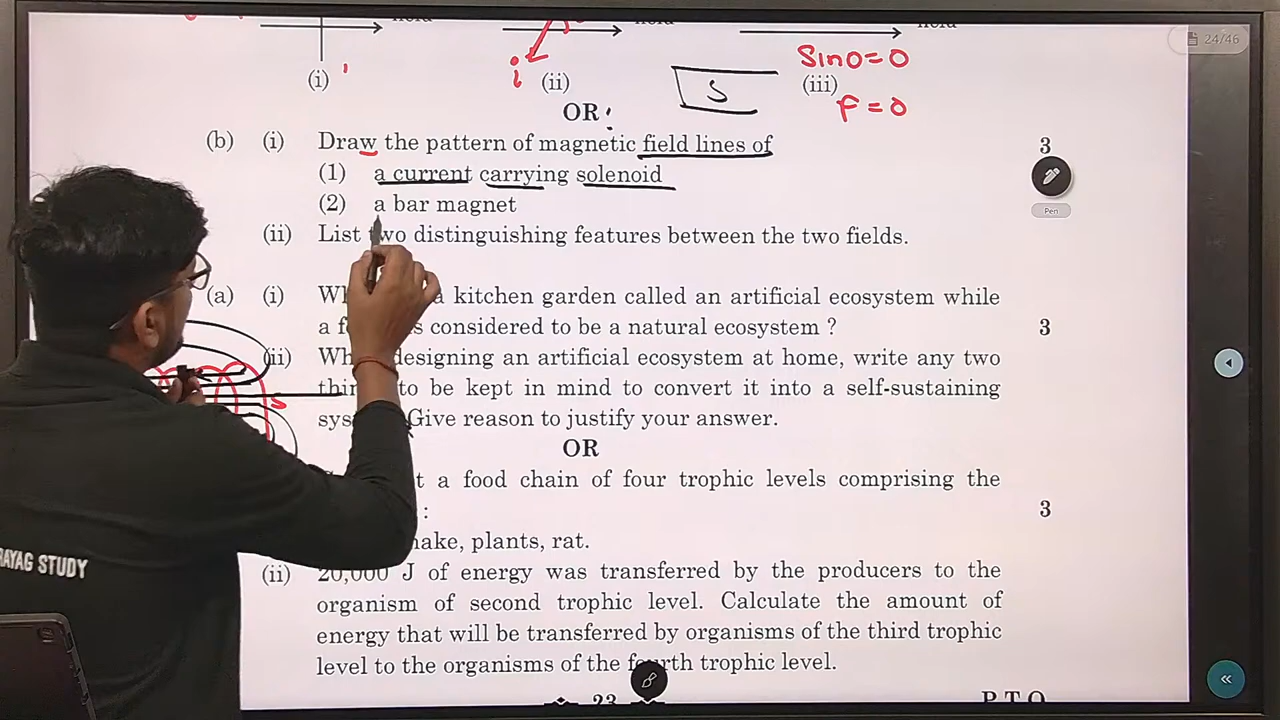 24/46
Sin0=0
(i) (ii) (iii)
i S F=0
OR
(b) (i) Draw the pattern of magnetic field lines of 3
(1) a current carrying solenoid
(2) a bar magnet
Pen
(ii) List two distinguishing features between the two fields.
(a) (i) a kitchen garden called an artificial ecosystem while
a considered to be a natural ecosystem ? 3
(ii) designing an artificial ecosystem at home, write any two
to be kept in mind to convert it into a self-sustaining
S
Give reason to justify your answer.
OR
a food chain of four trophic levels comprising the
: 3
plants, rat.
RAYAG STUDY
(ii) 20,000 J of energy was transferred by the producers to the
organism of second trophic level. Calculate the amount of
energy that will be transferred by organisms of the third trophic
level to the organisms of the fourth trophic level.
23 P.T.O.